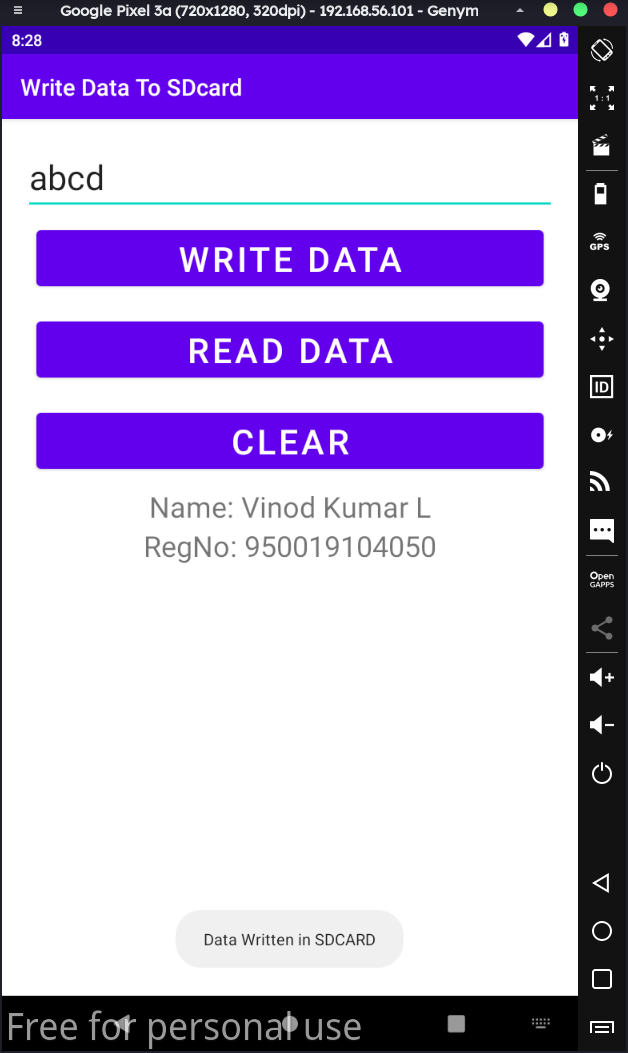 Google Pixel 3a (720x1280, 320dpi) - 192.168.56.101 - Genym
8:28
Write Data To SDcard
abcd
WRITE DATA
READ DATA
CLEAR
Name: Vinod Kumar L
RegNo: 950019104050
Data Written in SDCARD
Free for personal use
1:1
GPS
ID
Open
GAPPS